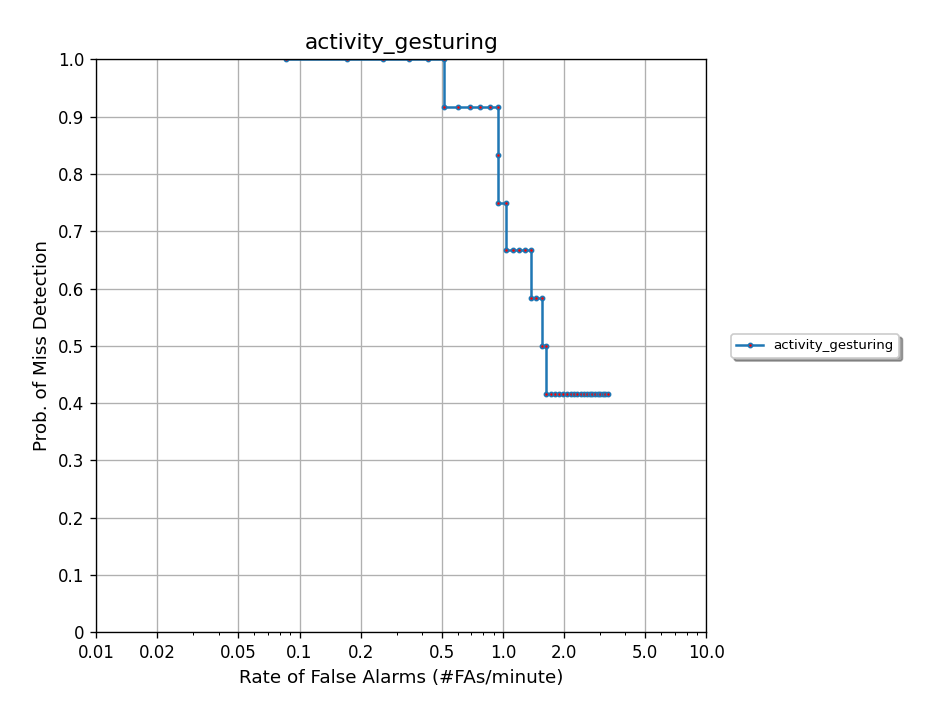 activity_gesturing
1.0
0.9
0.8
0.7
0.6
0.5
0.4
0.3
0.2
0.1
0
Prob. of Miss Detection
0.01 0.02 0.05 0.1 0.2 0.5 1.0 2.0 5.0 10.0
Rate of False Alarms (#FAs/minute)
activity_gesturing